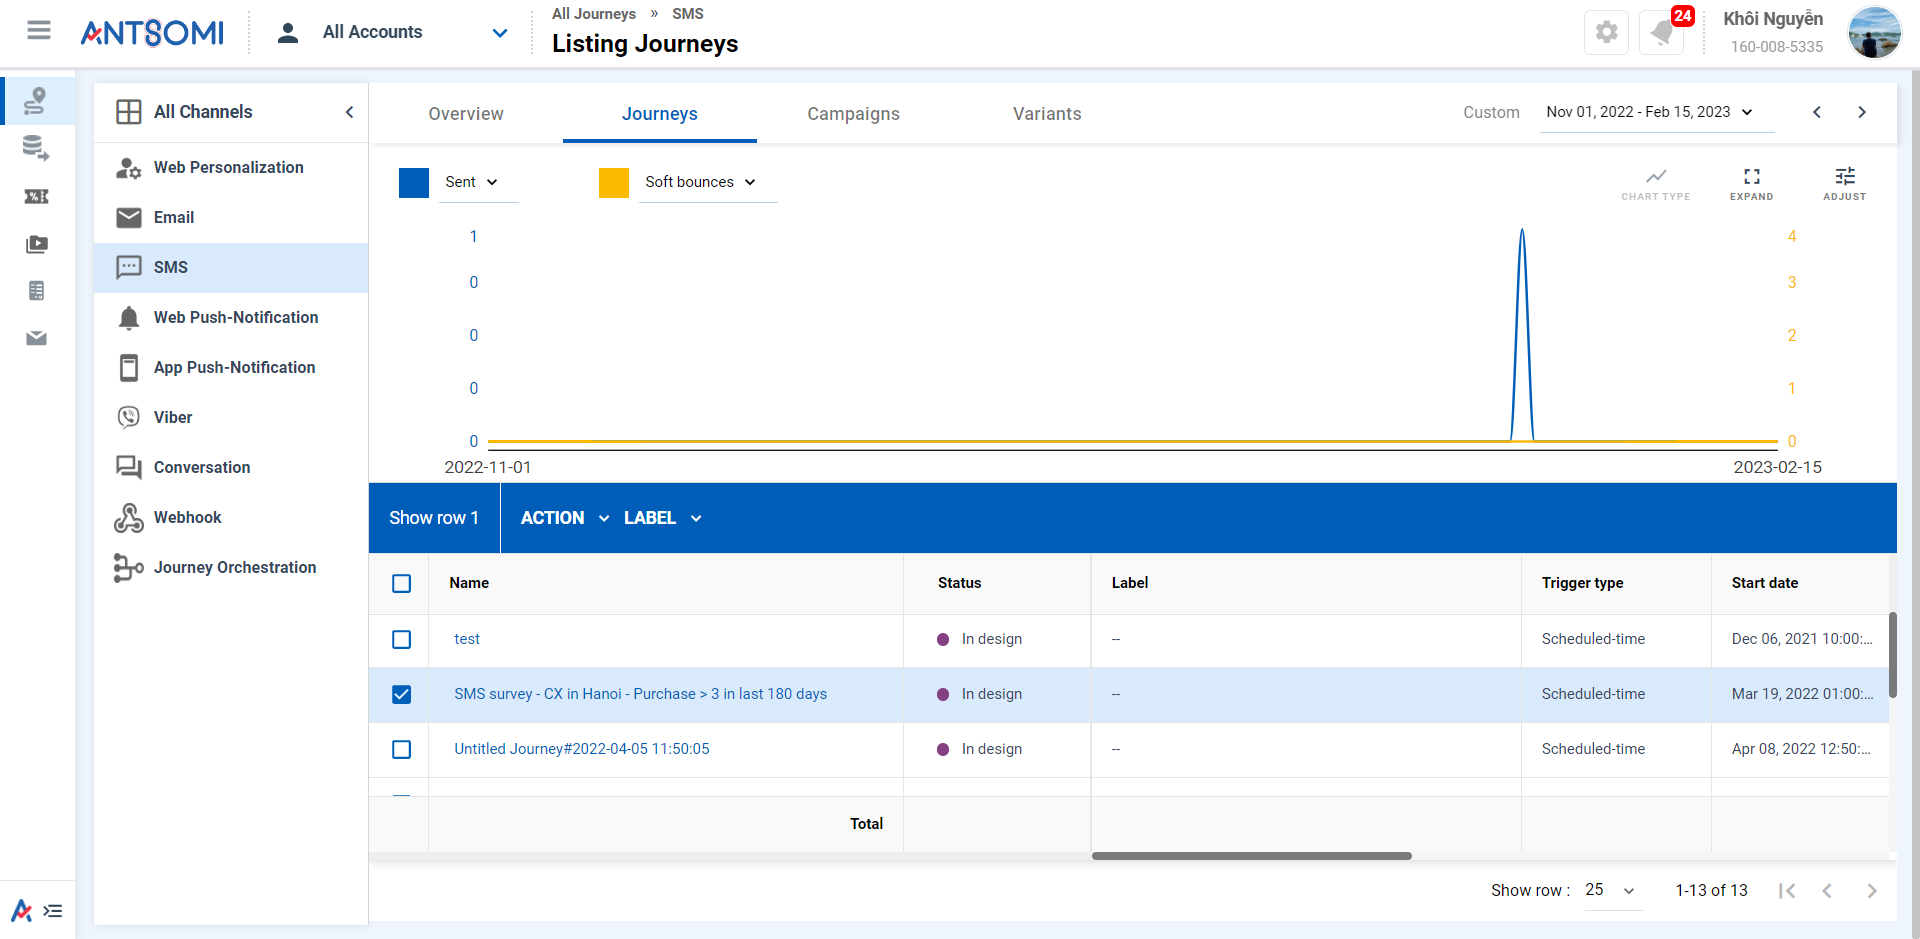 ANTSOMI
All Accounts
All Journeys » SMS
Listing Journeys
24
Khôi Nguyễn
160-008-5335
All Channels
Web Personalization
Email
SMS
Web Push-Notification
App Push-Notification
Viber
Conversation
Webhook
Journey Orchestration
Overview
Journeys
Campaigns
Variants
Custom
Nov 01, 2022 - Feb 15, 2023
Sent
Soft bounces
CHART TYPE
EXPAND
ADJUST
1
0
0
0
0
4
3
2
1
0
2022-11-01
2023-02-15
Show row 1
ACTION
LABEL
Name
Status
Label
Trigger type
Start date
test
In design
--
Scheduled-time
Dec 06, 2021 10:00:...
SMS survey - CX in Hanoi - Purchase > 3 in last 180 days
In design
--
Scheduled-time
Mar 19, 2022 01:00:...
Untitled Journey#2022-04-05 11:50:05
In design
--
Scheduled-time
Apr 08, 2022 12:50:...
Total
Show row :
25
1-13 of 13